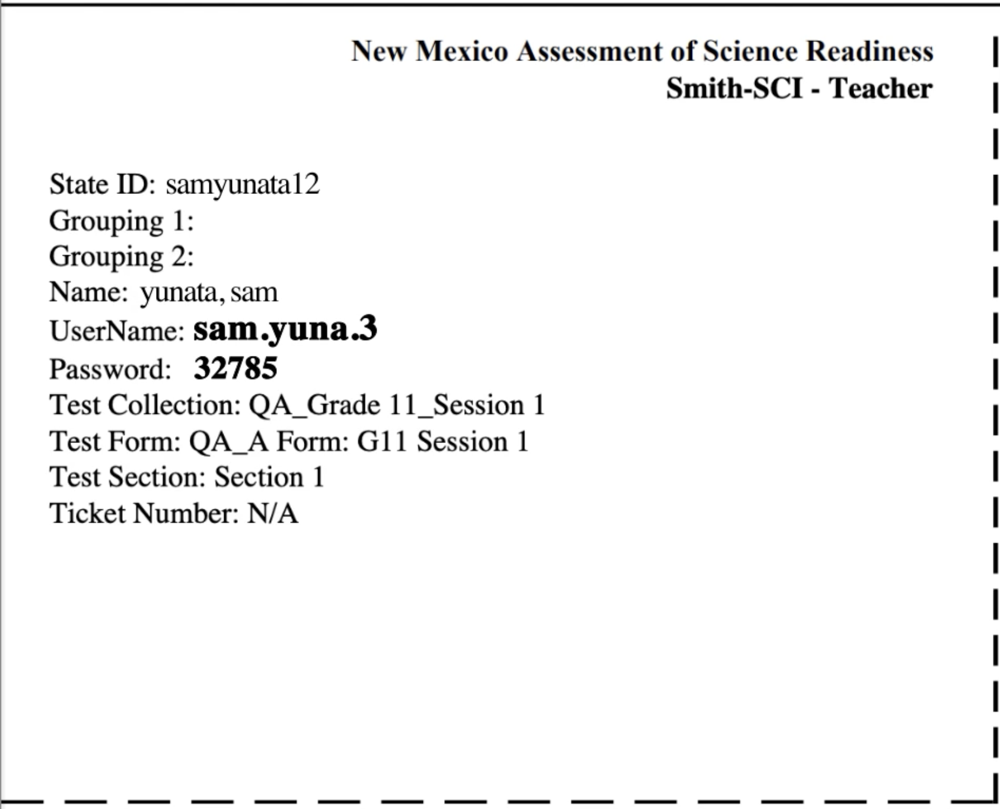 New Mexico Assessment of Science Readiness
Smith-SCI - Teacher
State ID: samyunata12
Grouping 1:
Grouping 2:
Name: yunata, sam
UserName: sam.yuna.3
Password: 32785
Test Collection: QA_Grade 11_Session 1
Test Form: QA_A Form: G11 Session 1
Test Section: Section 1
Ticket Number: N/A